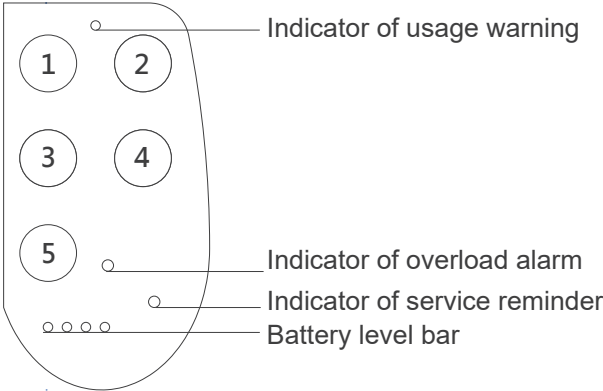 Indicator of usage warning
1 2
3 4
5
Indicator of overload alarm
Indicator of service reminder
Battery level bar